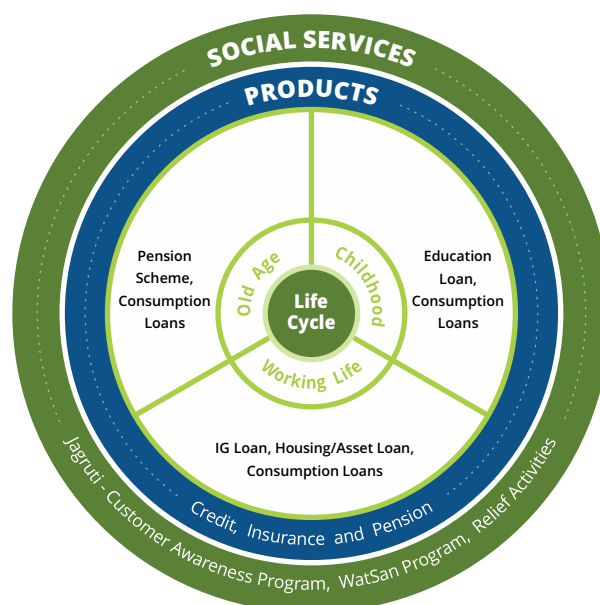 SOCIAL SERVICES
PRODUCTS
Pension
Scheme,
Consumption
Loans
Old Age
Childhood
Education
Loan,
Consumption
Loans
Life
Cycle
Working Life
IG Loan, Housing/Asset Loan,
Consumption Loans
Credit, Insurance and Pension
Jagruti - Customer Awareness Program, WatSan Program, Relief Activities